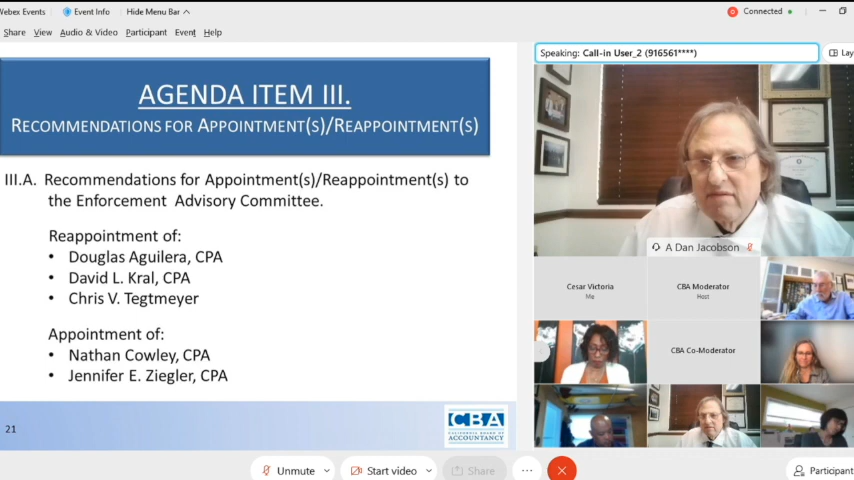 Webex Events
Event Info
Hide Menu Bar
Connected
Share View Audio & Video Participant Event Help
Speaking: Call-in User_2 (916561****)
Lay
AGENDA ITEM III.
RECOMMENDATIONS FOR APPOINTMENT(S)/REAPPOINTMENT(S)
III.A. Recommendations for Appointment(s)/Reappointment(s) to
the Enforcement Advisory Committee.
Reappointment of:
• Douglas Aguilera, CPA
• David L. Kral, CPA
• Chris V. Tegtmeyer
Appointment of:
• Nathan Cowley, CPA
• Jennifer E. Ziegler, CPA
21
CBA
CALIFORNIA BOARD OF
ACCOUNTANCY
A Dan Jacobson
Cesar Victoria
Me
CBA Moderator
Host
CBA Co-Moderator
Unmute
Start video
Share
Participant